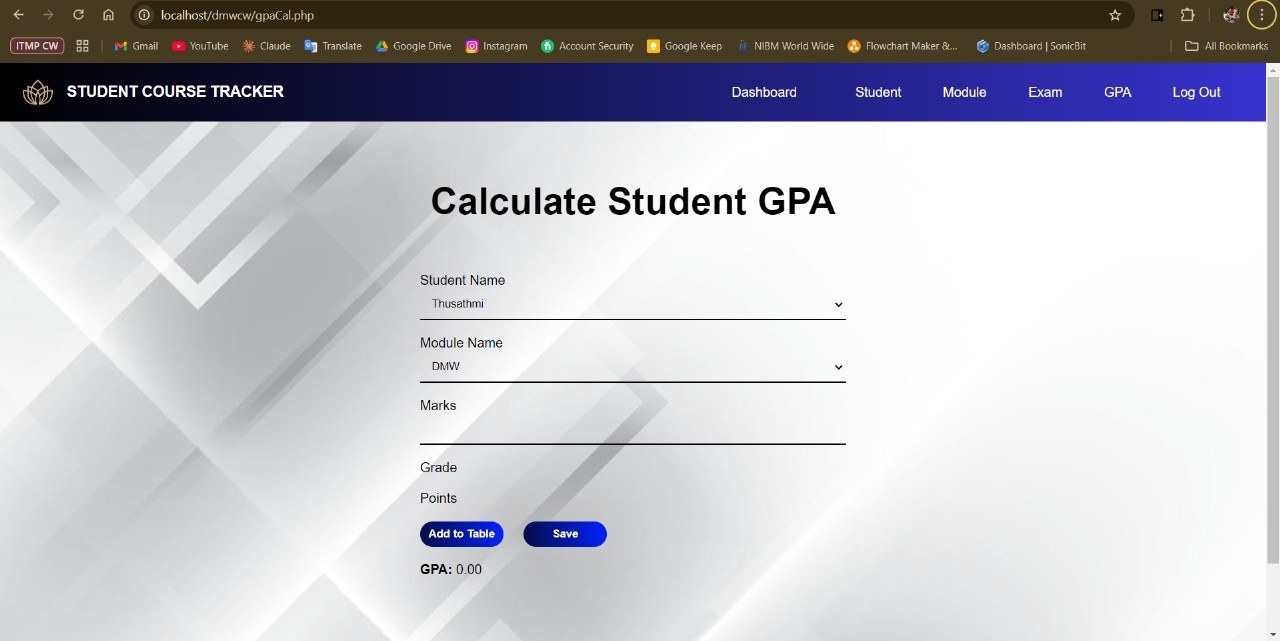 localhost/dmwcw/gpaCal.php
ITMP CW Gmail YouTube Claude Translate Google Drive Instagram Account Security Google Keep NIBM World Wide Flowchart Maker &... Dashboard | SonicBit All Bookmarks
STUDENT COURSE TRACKER Dashboard Student Module Exam GPA Log Out
Calculate Student GPA
Student Name
Thusathmi
Module Name
DMW
Marks
Grade
Points
Add to Table Save
GPA: 0.00